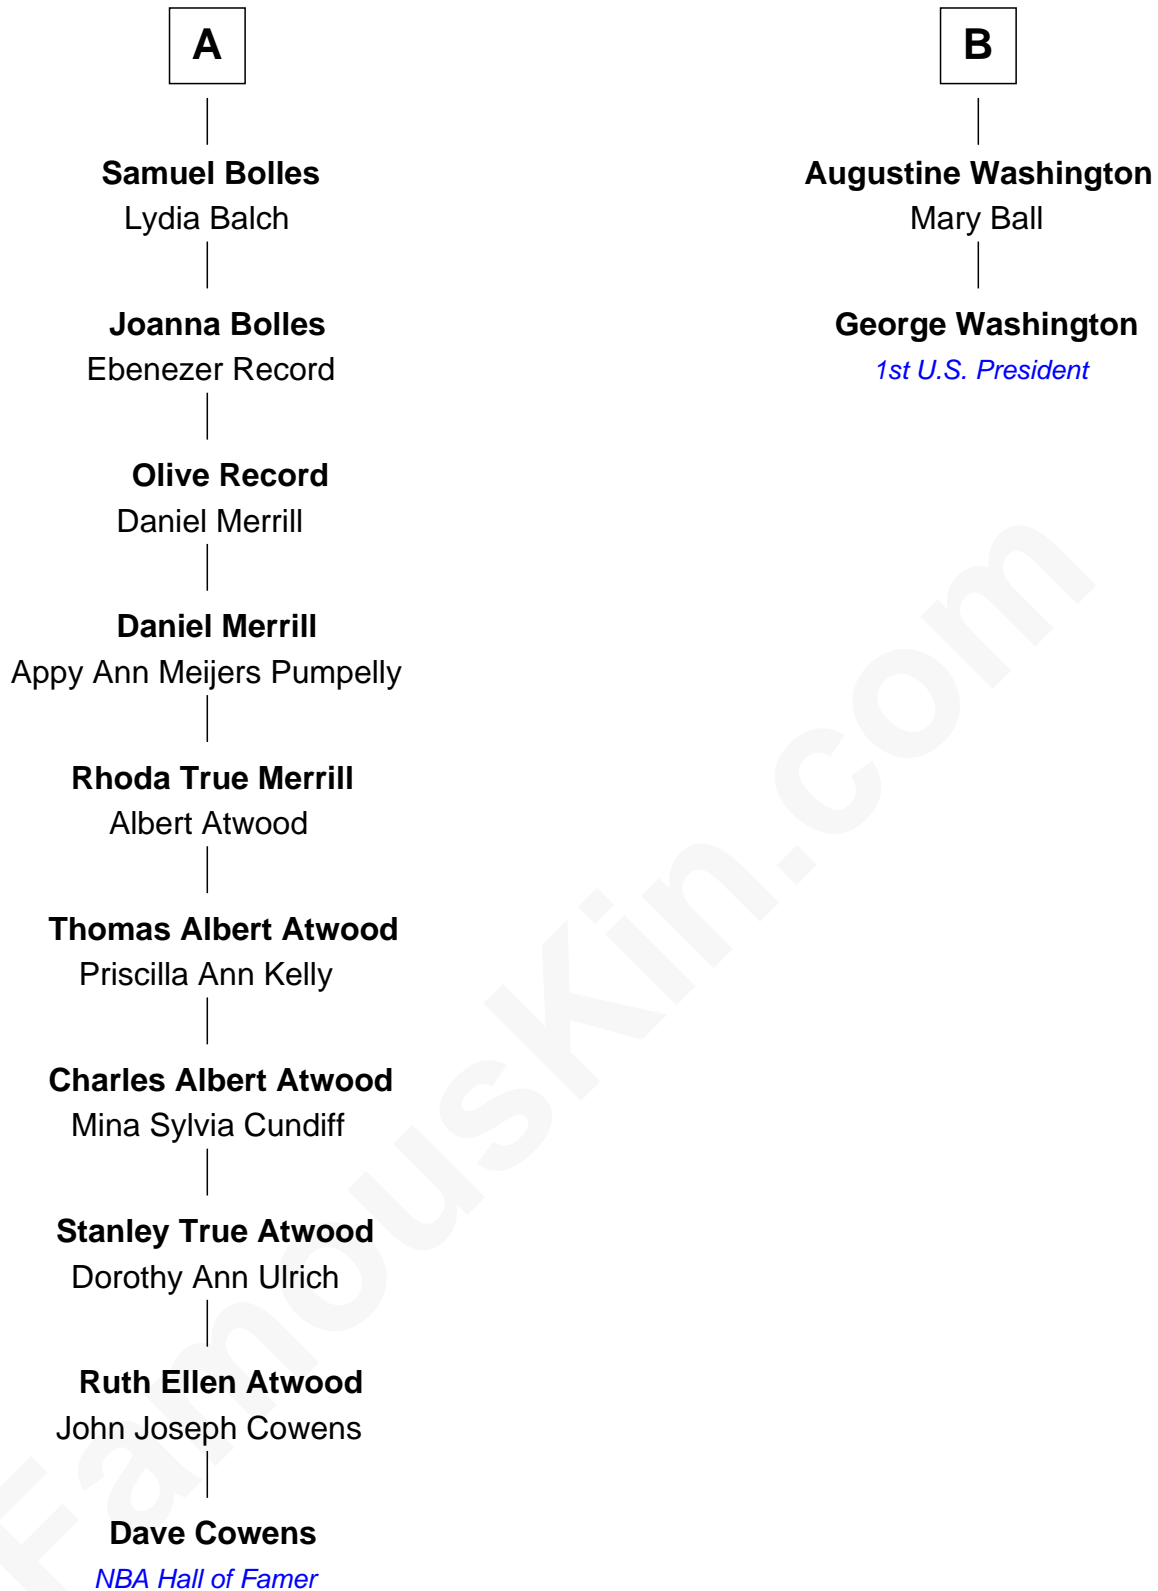 A
Samuel Bolles
Lydia Balch
Joanna Bolles
Ebenezer Record
Olive Record
Daniel Merrill
Daniel Merrill
Appy Ann Meijers Pumpelly
Rhoda True Merrill
Albert Atwood
Thomas Albert Atwood
Priscilla Ann Kelly
Charles Albert Atwood
Mina Sylvia Cundiff
Stanley True Atwood
Dorothy Ann Ulrich
Ruth Ellen Atwood
John Joseph Cowens
Dave Cowens
NBA Hall of Famer
B
Augustine Washington
Mary Ball
George Washington
1st U.S. President
FamousKin.com